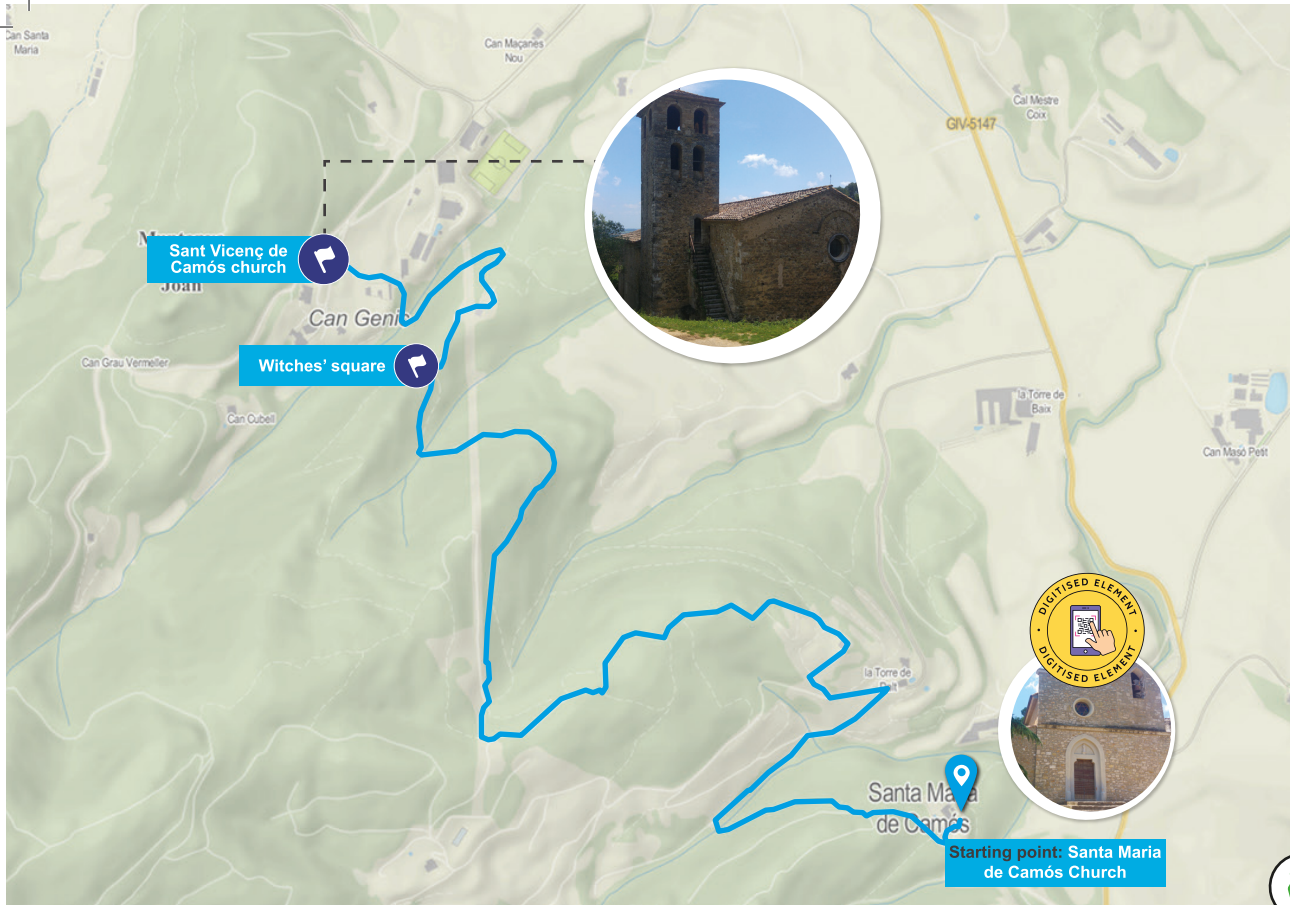 Can Santa
Maria
Can Maçanes
Nou
Cal Mestre
Coix
GIV-5147
Sant Vicenç de
Camós church
Joan
Can Genís
Witches' square
Can Grau Vermeller
Can Cubell
la Torre de
Baix
Can Masó Petit
DIGITISED ELEMENT
DIGITISED ELEMENT
la Torre de
Santa Maria
de Camós
Starting point: Santa Maria
de Camós Church